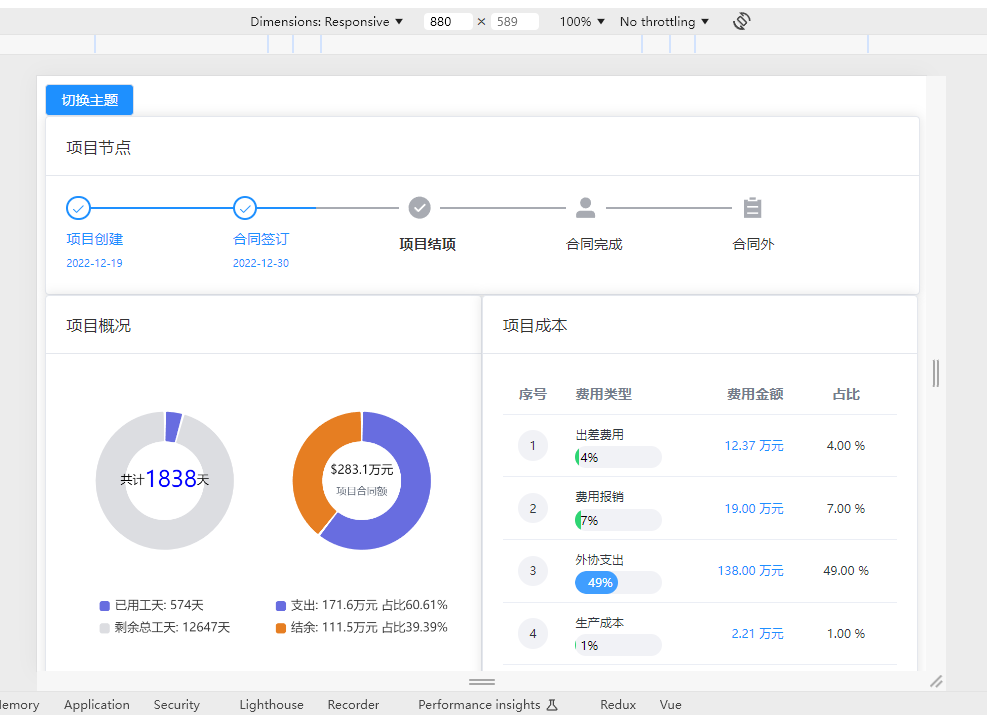 Dimensions: Responsive ▼ 880 × 589 100% ▼ No throttling ▼
切换主题
项目节点
项目创建 合同签订 项目结项 合同完成 合同外
2022-12-19 2022-12-30
项目概况
共计1838天
$283.1万元
项目合同额
已用工天: 574天
剩余总工天: 12647天
支出: 171.6万元 占比60.61%
结余: 111.5万元 占比39.39%
项目成本
序号 费用类型 费用金额 占比
1 出差费用 4% 12.37 万元 4.00 %
2 费用报销 7% 19.00 万元 7.00 %
3 外协支出 49% 138.00 万元 49.00 %
4 生产成本 1% 2.21 万元 1.00 %
Memory Application Security Lighthouse Recorder Performance insights Redux Vue